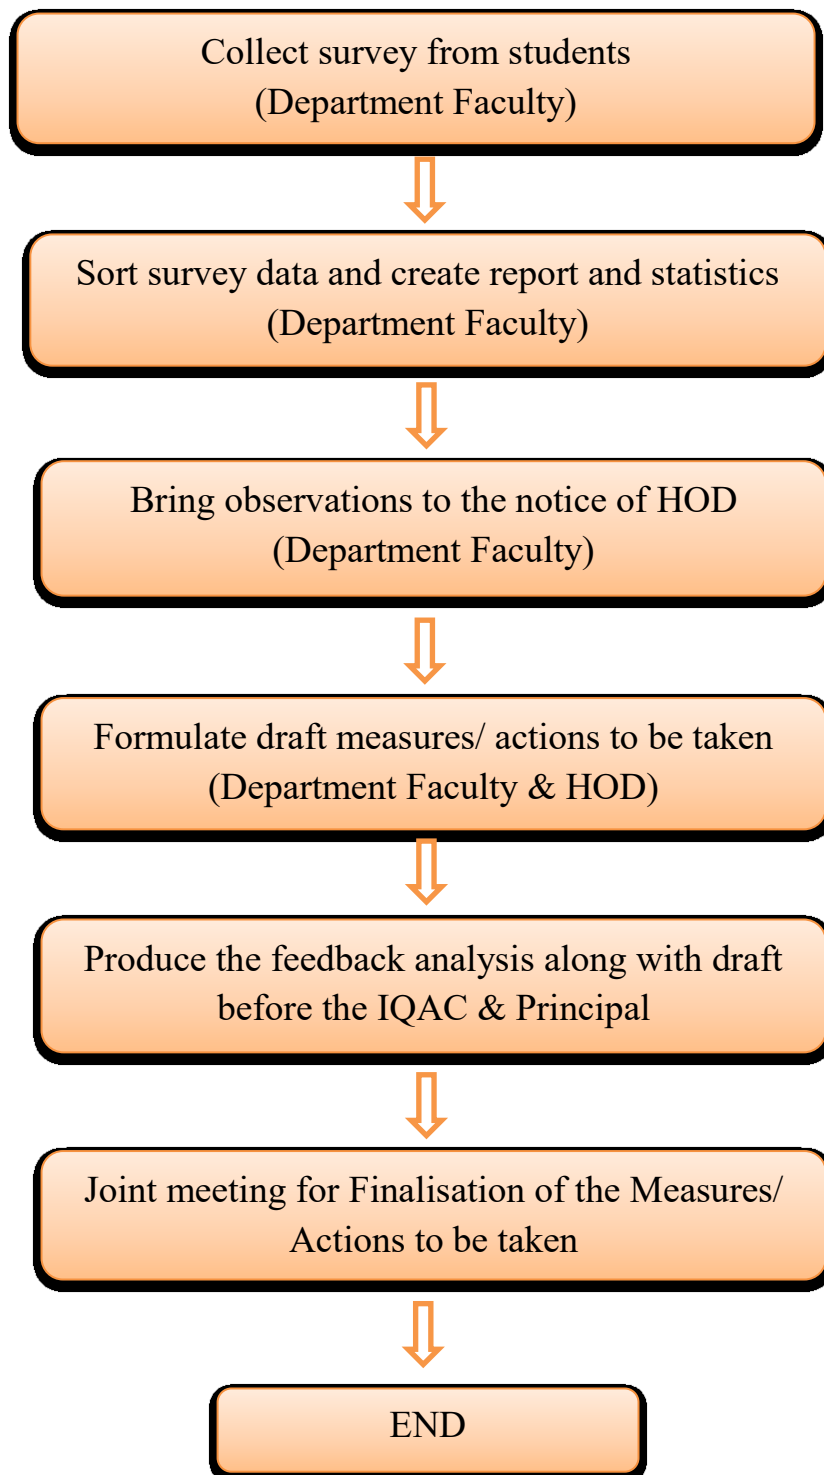 Collect survey from students
(Department Faculty)
Sort survey data and create report and statistics
(Department Faculty)
Bring observations to the notice of HOD
(Department Faculty)
Formulate draft measures/ actions to be taken
(Department Faculty & HOD)
Produce the feedback analysis along with draft
before the IQAC & Principal
Joint meeting for Finalisation of the Measures/
Actions to be taken
END